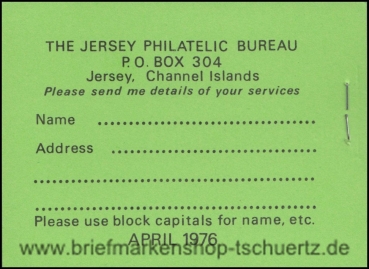 THE JERSEY PHILATELIC BUREAU
P.O. BOX 304
Jersey, Channel Islands
Please send me details of your services
Name
Address
Please use block capitals for name, etc.
APRIL 1976
www.briefmarkenshop-tschuertz.de